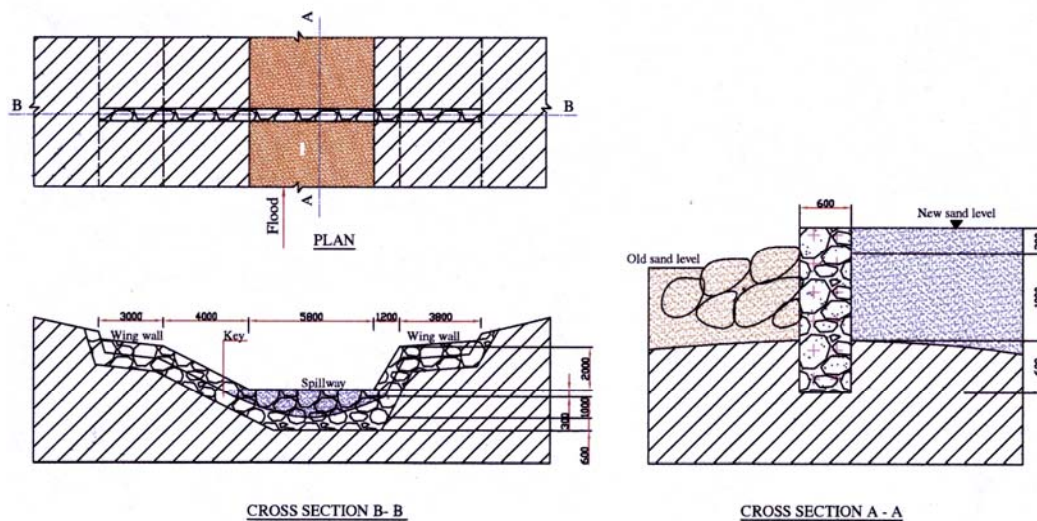 A
B
B
A
Flood
PLAN
600
New sand level
Old sand level
3000
4000
5800
1200
3800
Wing wall
Key
Wing wall
Spillway
2000
1000
300
600
CROSS SECTION B- B
CROSS SECTION A - A